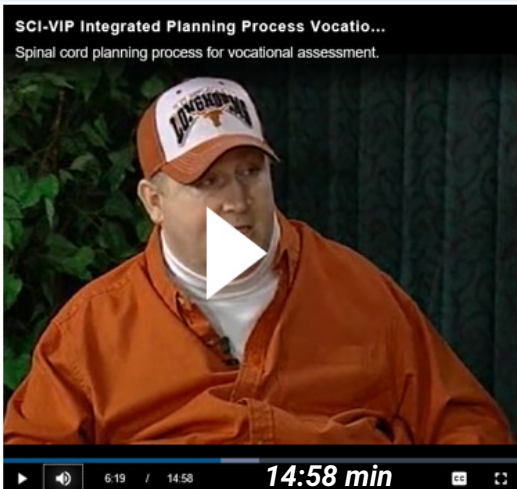 SCI-VIP Integrated Planning Process Vocatio...
Spinal cord planning process for vocational assessment.
LONGHORNS
6:19 / 14:58
14:58 min
CC